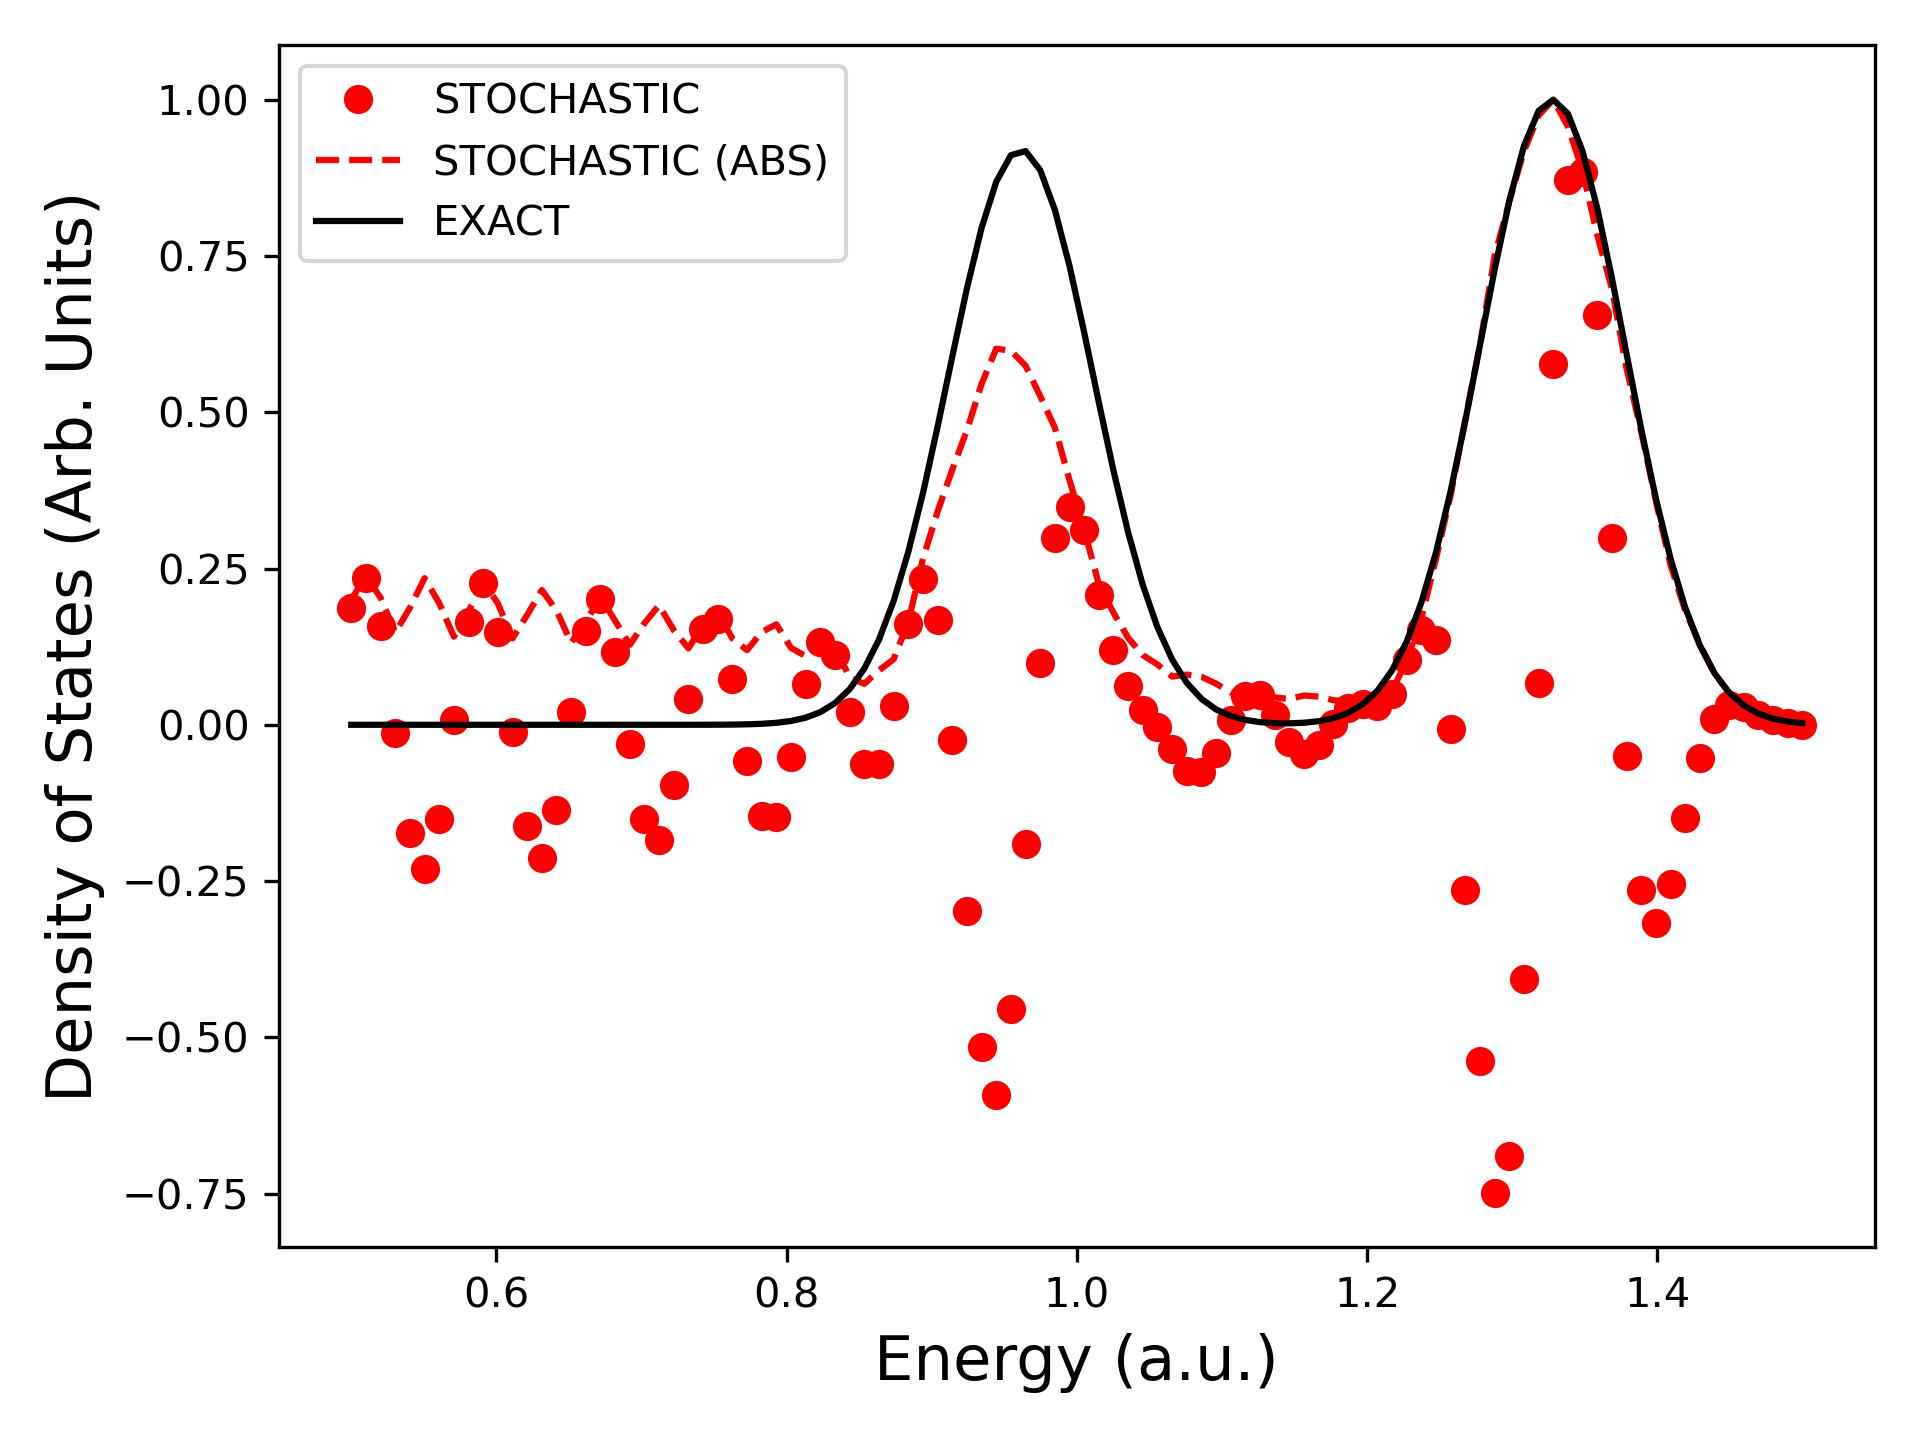 STOCHASTIC
STOCHASTIC (ABS)
EXACT
1.00
0.75
0.50
0.25
0.00
−0.25
−0.50
−0.75
Density of States (Arb. Units)
0.6 0.8 1.0 1.2 1.4
Energy (a.u.)